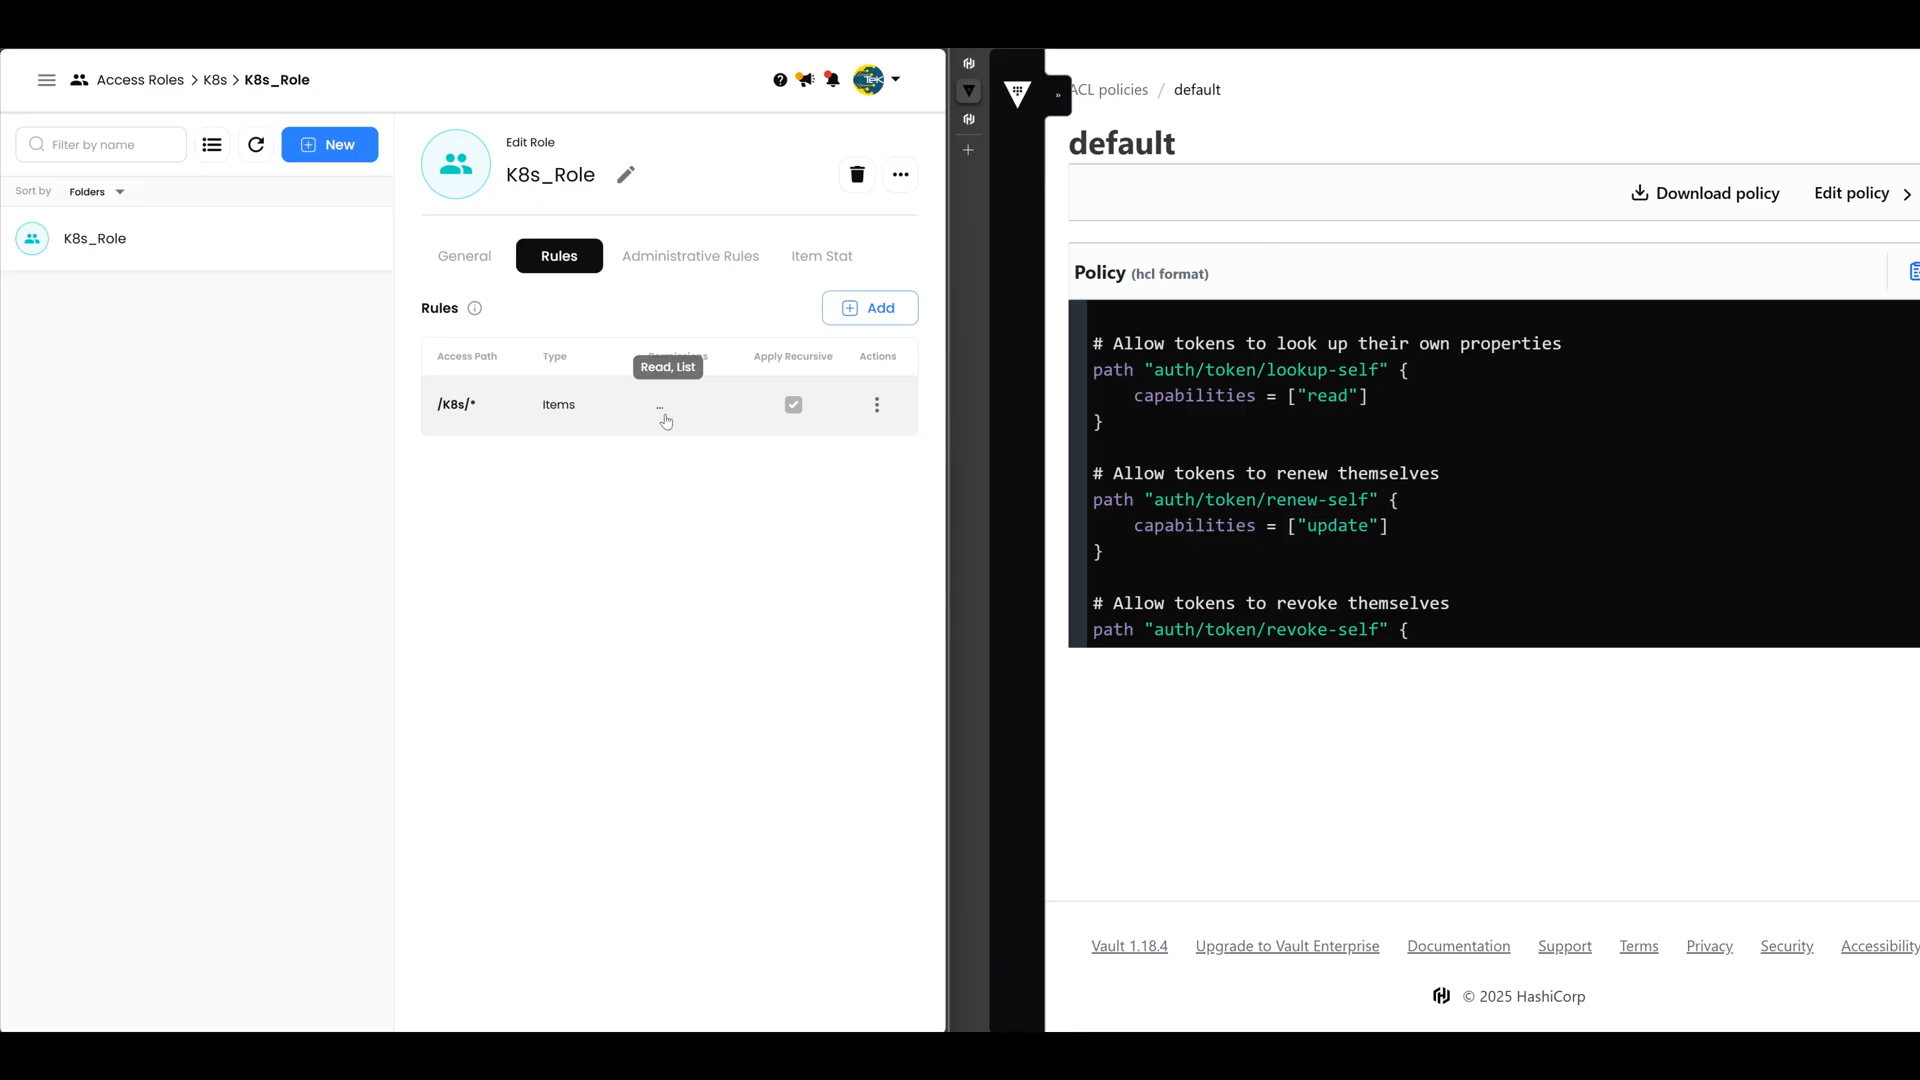 Access Roles > K8s > K8s_Role
Filter by name
New
Sort by Folders
K8s_Role
Edit Role
K8s_Role
General
Rules
Administrative Rules
Item Stat
Rules
Add
Access Path
Type
Permissions
Apply Recursive
Actions
Read, List
/K8s/*
Items
...
ACL policies / default
default
Download policy
Edit policy
Policy (hcl format)
# Allow tokens to look up their own properties
path "auth/token/lookup-self" {
capabilities = ["read"]
}
# Allow tokens to renew themselves
path "auth/token/renew-self" {
capabilities = ["update"]
}
# Allow tokens to revoke themselves
path "auth/token/revoke-self" {
Vault 1.18.4
Upgrade to Vault Enterprise
Documentation
Support
Terms
Privacy
Security
Accessibility
© 2025 HashiCorp